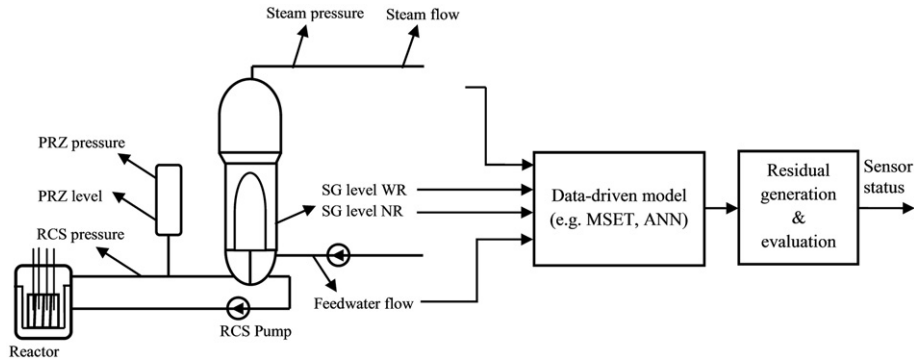 Steam pressure
Steam flow
PRZ pressure
PRZ level
RCS pressure
SG level WR
SG level NR
Feedwater flow
RCS Pump
Reactor
Data-driven model
(e.g. MSET, ANN)
Residual
generation
&
evaluation
Sensor
status